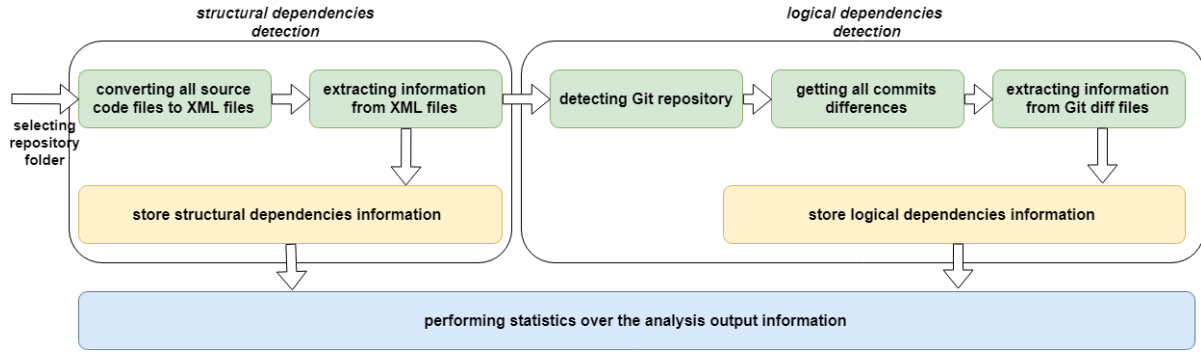 structural dependencies
detection
logical dependencies
detection
converting all source
code files to XML files
extracting information
from XML files
detecting Git repository
getting all commits
differences
extracting information
from Git diff files
selecting
repository
folder
store structural dependencies information
store logical dependencies information
performing statistics over the analysis output information